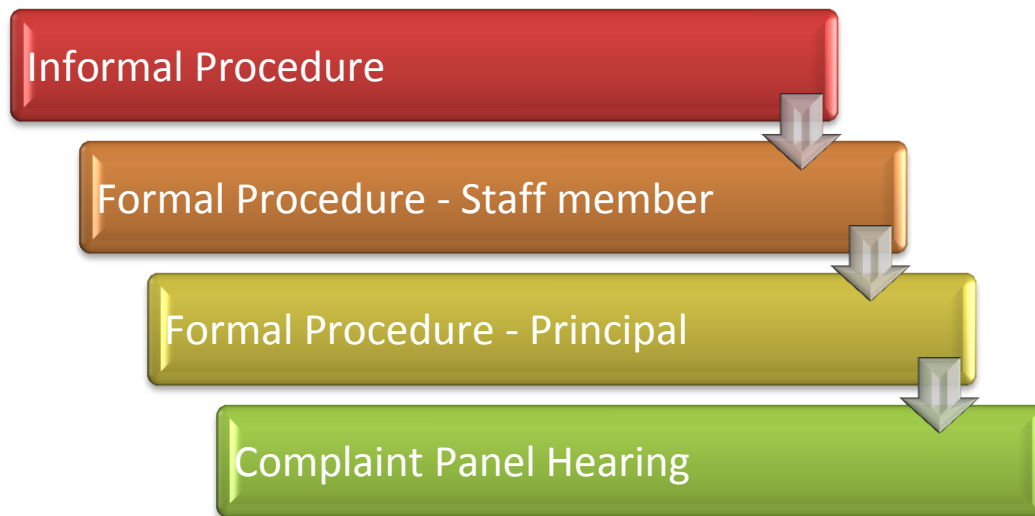 Informal Procedure
Formal Procedure - Staff member
Formal Procedure - Principal
Complaint Panel Hearing